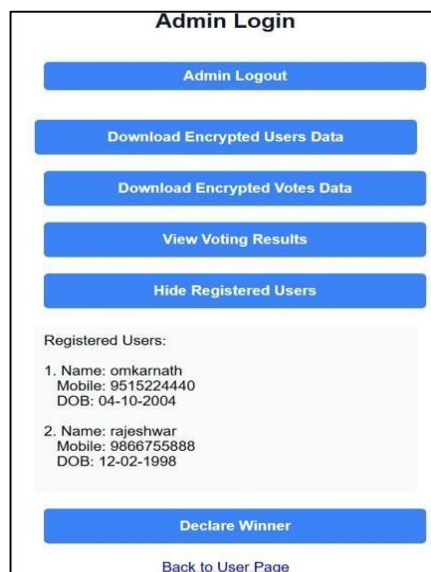 Admin Login
Admin Logout
Download Encrypted Users Data
Download Encrypted Votes Data
View Voting Results
Hide Registered Users
Registered Users:
1. Name: omkarnath
Mobile: 9515224440
DOB: 04-10-2004
2. Name: rajeshwar
Mobile: 9866755888
DOB: 12-02-1998
Declare Winner
Back to User Page